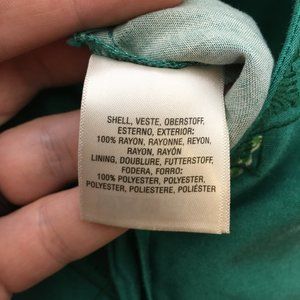 SHELL, VESTE, OBERSTOFF,
ESTERNO, EXTERIOR:
100% RAYON, RAYONNE, REYON,
RAYON, RAYÓN
LINING, DOUBLURE, FUTTERSTOFF,
FODERA, FORRO:
100% POLYESTER, POLYESTER,
POLYESTER, POLIESTERE, POLIÉSTER